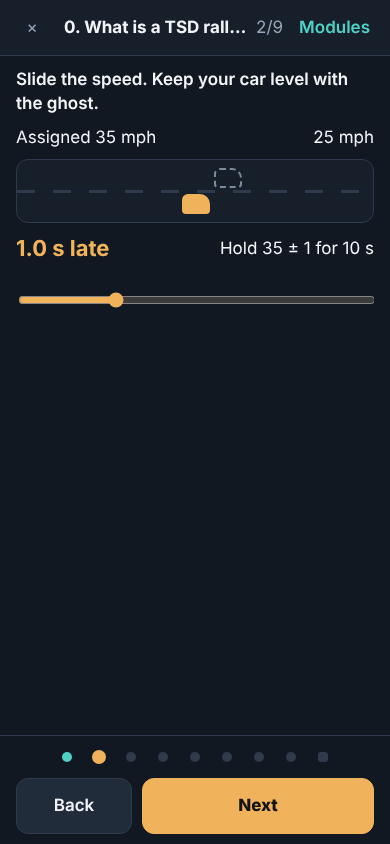 × 0. What is a TSD rall... 2/9 Modules
Slide the speed. Keep your car level with
the ghost.
Assigned 35 mph 25 mph
1.0 s late Hold 35 ± 1 for 10 s
Back Next